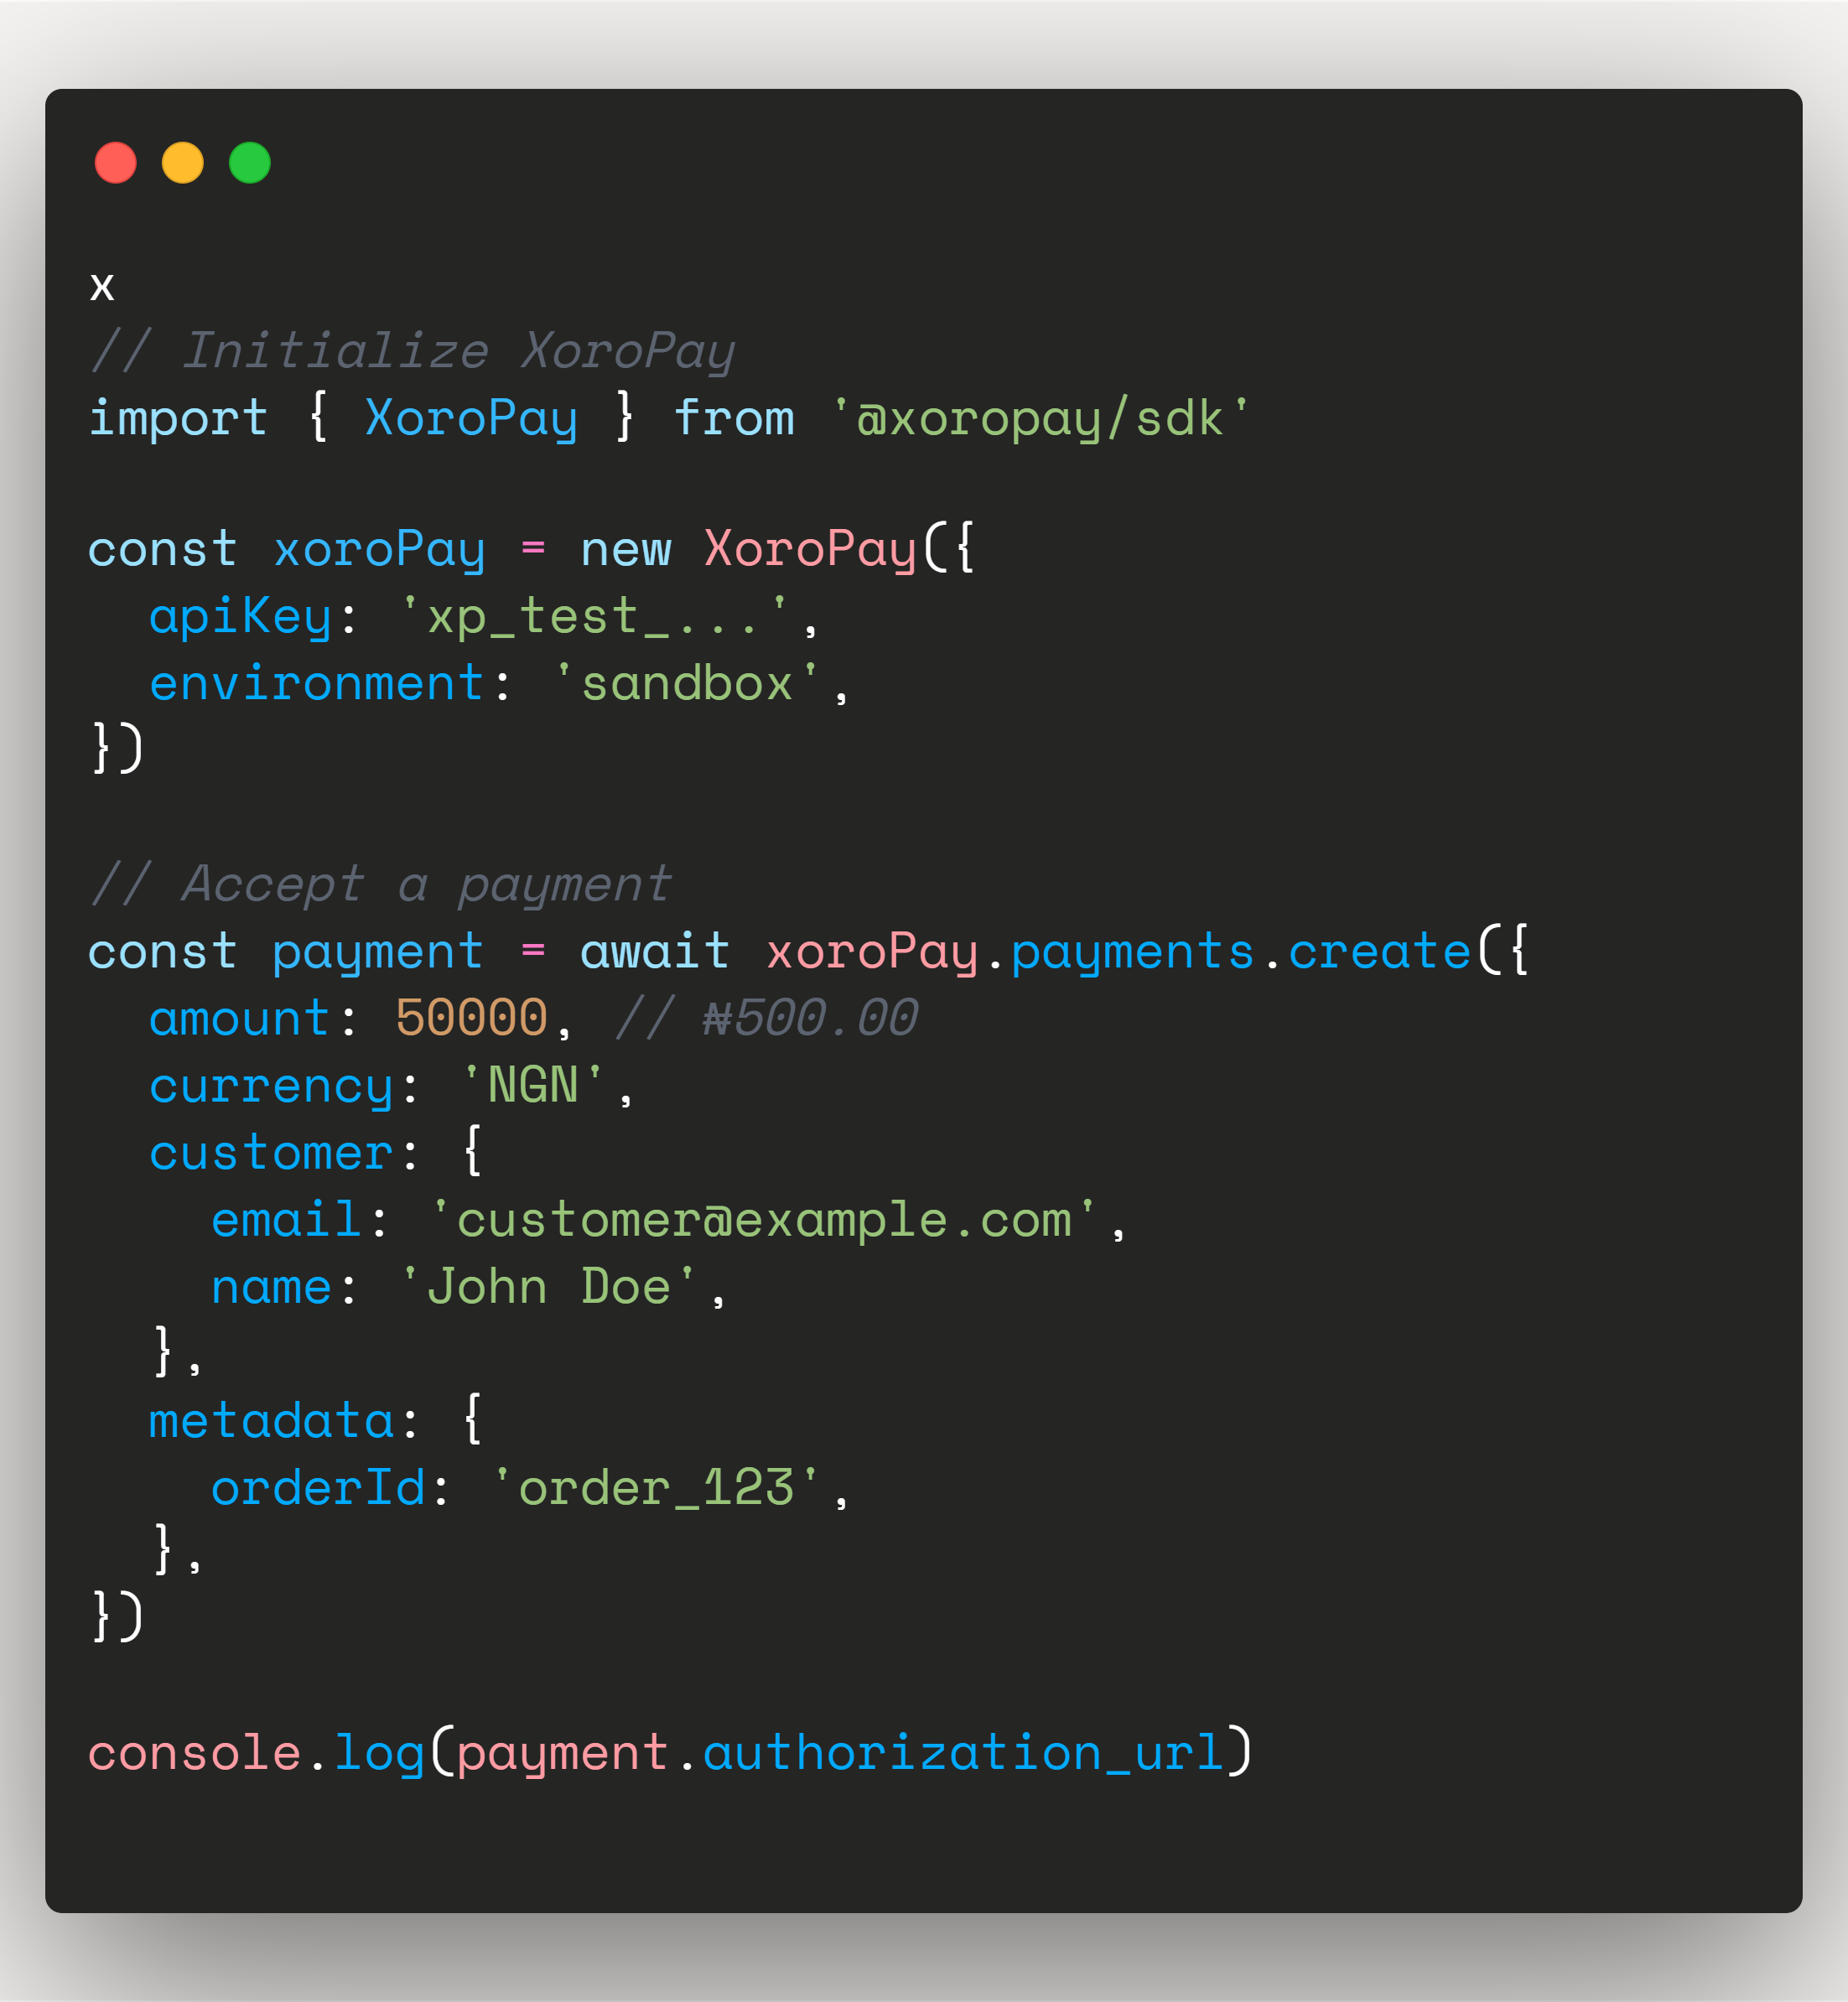 x
// Initialize XoroPay
import { XoroPay } from '@xoropay/sdk'
const xoroPay = new XoroPay({
  apiKey: 'xp_test_...',
  environment: 'sandbox',
})
// Accept a payment
const payment = await xoroPay.payments.create({
  amount: 50000, // ₦500.00
  currency: 'NGN',
  customer: {
    email: 'customer@example.com',
    name: 'John Doe',
  },
  metadata: {
    orderId: 'order_123',
  },
})
console.log(payment.authorization_url)